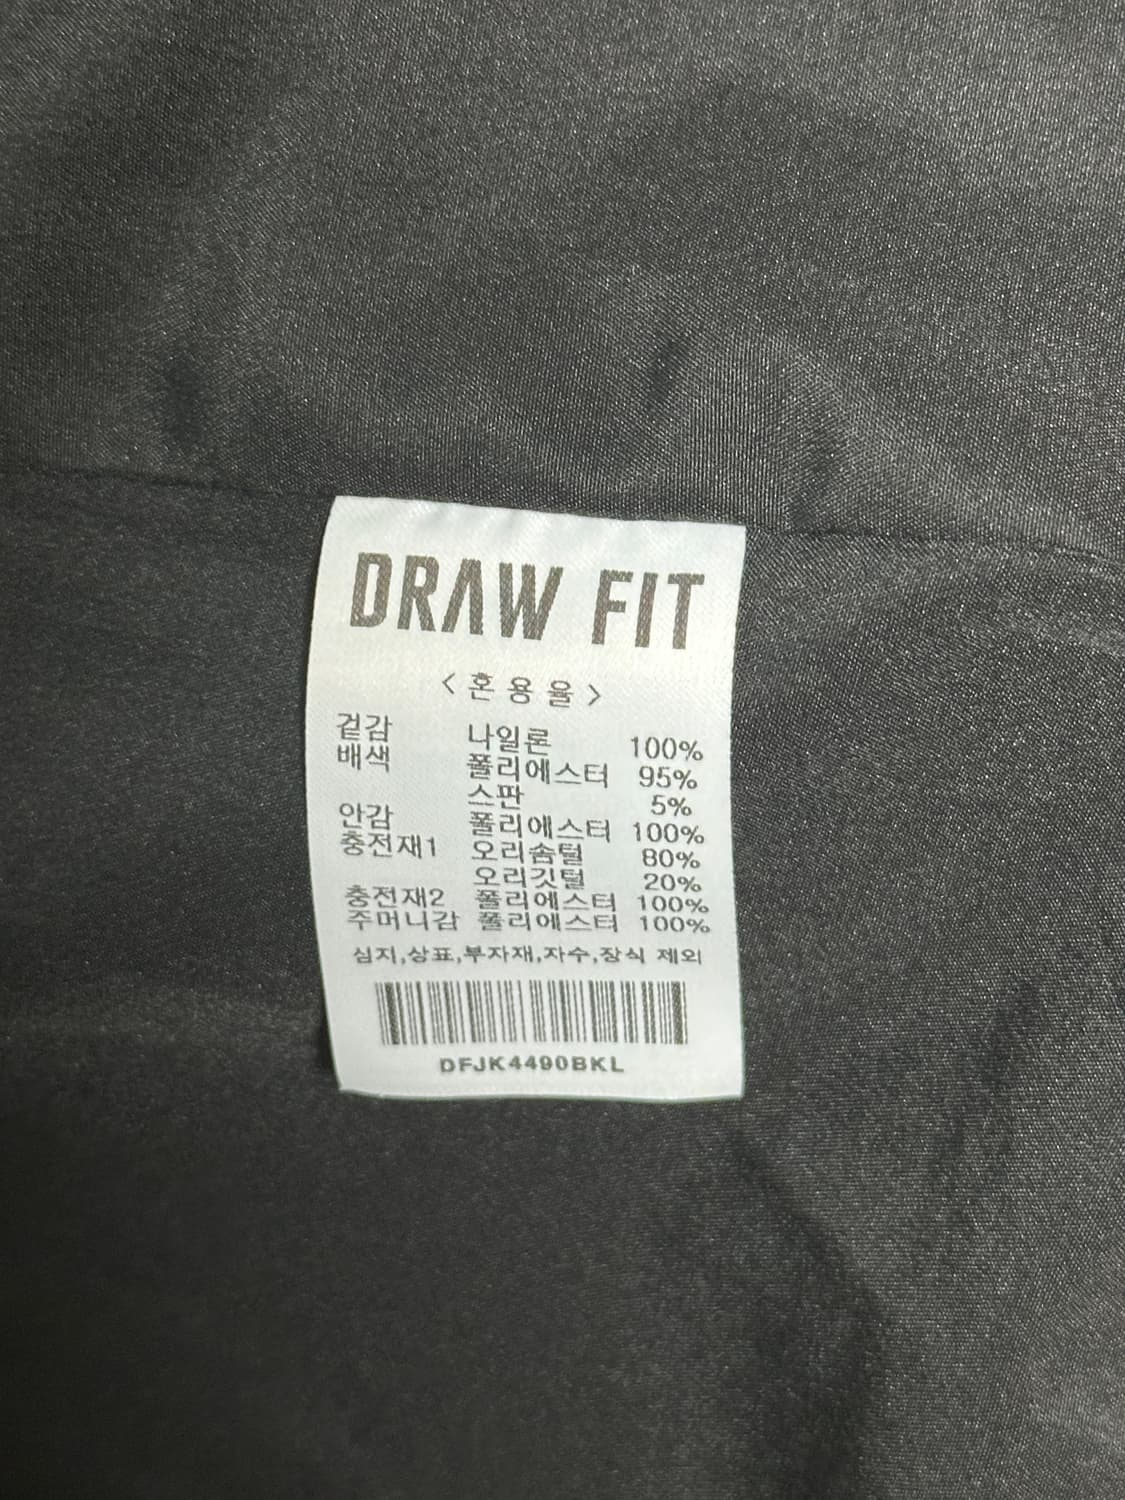 DRAW FIT
<혼용율>
겉감 나일론 100%
배색 폴리에스터 95%
스판 5%
안감 폴리에스터 100%
충전재1 오리솜털 80%
오리깃털 20%
충전재2 폴리에스터 100%
주머니감 폴리에스터 100%
심지,상표,부자재,자수,장식 제외
DFJK4490BKL